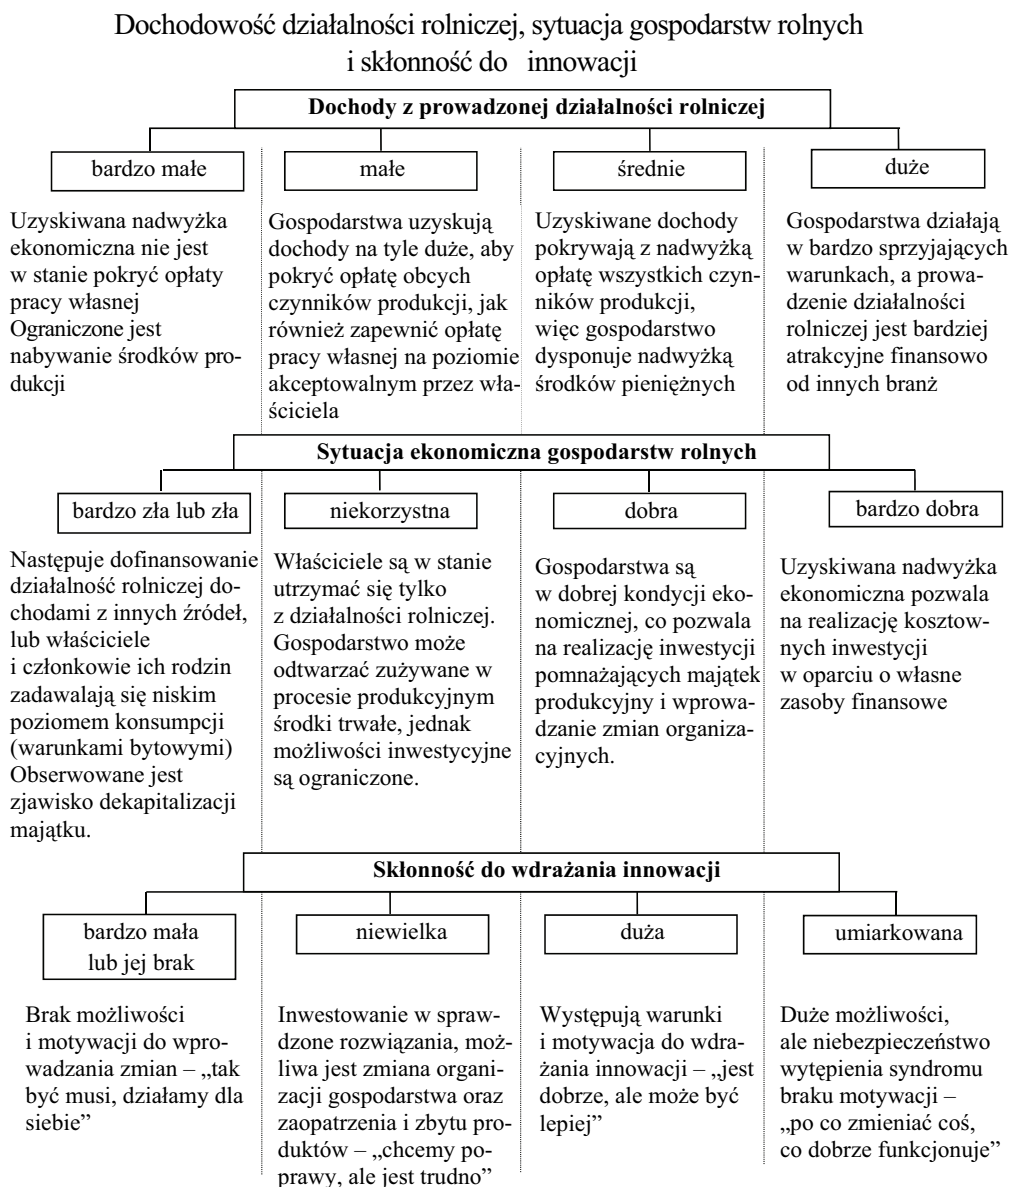 Dochodowość działalności rolniczej, sytuacja gospodarstw rolnych
i skłonność do innowacji
Dochody z prowadzonej działalności rolniczej
bardzo małe
Uzyskiwana nadwyżka
ekonomiczna nie jest
w stanie pokryć opłaty
pracy własnej
Ograniczone jest
nabywanie środków pro-
dukcji
małe
Gospodarstwa uzyskują
dochody na tyle duże, aby
pokryć opłatę obcych
czynników produkcji, jak
również zapewnić opłatę
pracy własnej na poziomie
akceptowalnym przez wła-
ściciela
średnie
Uzyskiwane dochody
pokrywają z nadwyżką
opłatę wszystkich czyn-
ników produkcji,
więc gospodarstwo
dysponuje nadwyżką
środków pieniężnych
duże
Gospodarstwa działają
w bardzo sprzyjających
warunkach, a prowa-
dzenie działalności
rolniczej jest bardziej
atrakcyjne finansowo
od innych branż
Sytuacja ekonomiczna gospodarstw rolnych
bardzo zła lub zła
Następuje dofinansowanie
działalność rolniczej do-
chodami z innych źródeł,
lub właściciele
i członkowie ich rodzin
zadawalają się niskim
poziomem konsumpcji
(warunkami bytowymi)
Obserwowane jest
zjawisko dekapitalizacji
majątku.
niekorzystna
Właściciele są w stanie
utrzymać się tylko
z działalności rolniczej.
Gospodarstwo może
odtwarzać zużywane w
procesie produkcyjnym
środki trwałe, jednak
możliwości inwestycyjne
są ograniczone.
dobra
Gospodarstwa są
w dobrej kondycji eko-
nomicznej, co pozwala
na realizację inwestycji
pomnażających majątek
produkcyjny i wprowa-
dzanie zmian organiza-
cyjnych.
bardzo dobra
Uzyskiwana nadwyżka
ekonomiczna pozwala
na realizację kosztow-
nych inwestycji
w oparciu o własne
zasoby finansowe
Skłonność do wdrażania innowacji
bardzo mała
lub jej brak
Brak możliwości
i motywacji do wpro-
wadzania zmian – „tak
być musi, działamy dla
siebie”
niewielka
Inwestowanie w spraw-
dzone rozwiązania, moż-
liwa jest zmiana organi-
zacji gospodarstwa oraz
zaopatrzenia i zbytu pro-
duktów – „chcemy po-
prawy, ale jest trudno”
duża
Występują warunki
i motywacja do wdra-
żania innowacji – „jest
dobrze, ale może być
lepiej”
umiarkowana
Duże możliwości,
ale niebezpieczeństwo
wytępienia syndromu
braku motywacji –
„po co zmieniać coś,
co dobrze funkcjonuje”